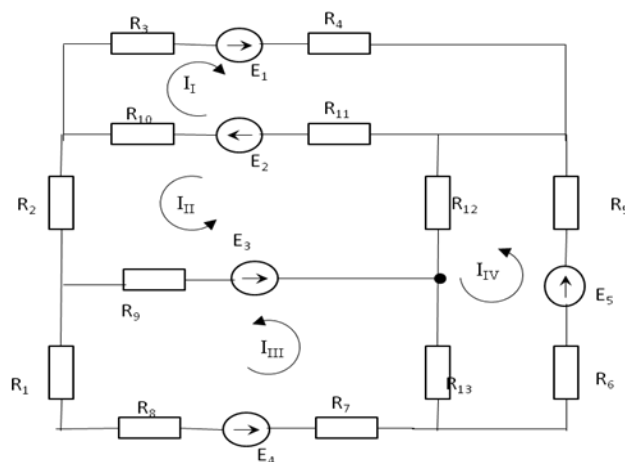 R3 R4
E1
II
R10 R11
E2
R2 III R12 R9
E3
IIV
R9 E5
IIII
R1 R13 R6
R8 R7
E4